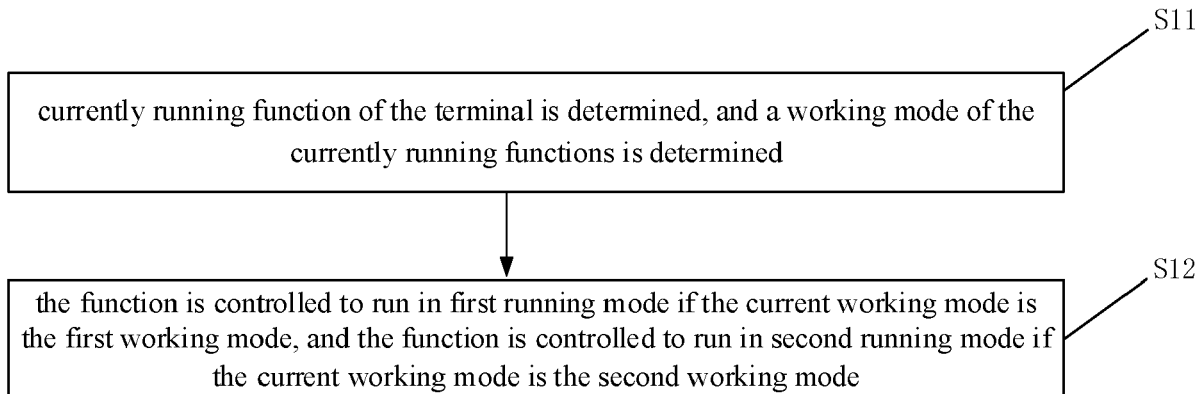 S11
currently running function of the terminal is determined, and a working mode of the
currently running functions is determined
S12
the function is controlled to run in first running mode if the current working mode is
the first working mode, and the function is controlled to run in second running mode if
the current working mode is the second working mode